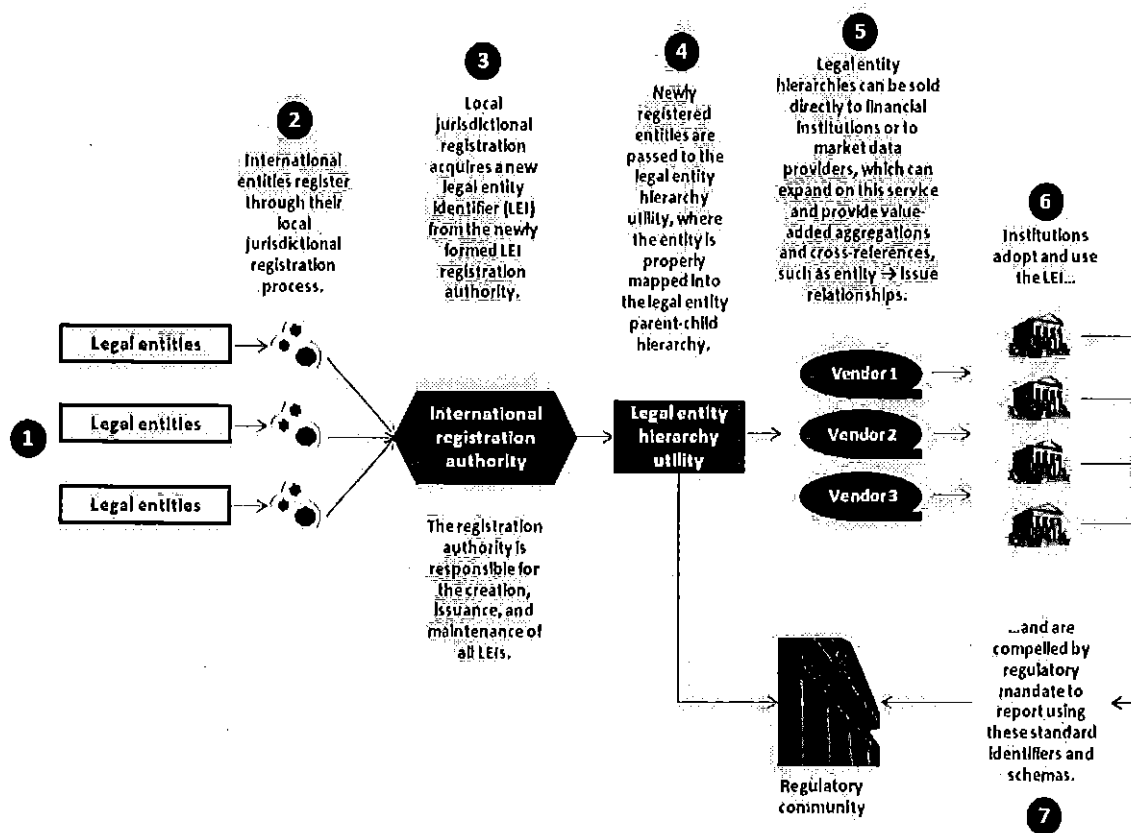 1
Legal entities
Legal entities
Legal entities
2
International
entities register
through their
local
jurisdictional
registration
process.
3
Local
jurisdictional
registration
acquires a new
legal entity
identifier (LEI)
from the newly
formed LEI
registration
authority.
International
registration
authority
The registration
authority is
responsible for
the creation,
issuance, and
maintenance of
all LEIs.
4
Newly
registered
entities are
passed to the
legal entity
hierarchy
utility, where
the entity is
properly
mapped into
the legal entity
parent-child
hierarchy.
Legal entity
hierarchy
utility
5
Legal entity
hierarchies can be sold
directly to financial
institutions or to
market data
providers, which can
expand on this service
and provide value-
added aggregations
and cross-references,
such as entity → issue
relationships.
Vendor 1
Vendor 2
Vendor 3
6
Institutions
adopt and use
the LEI...
...and are
compelled by
regulatory
mandate to
report using
these standard
identifiers and
schemas.
7
Regulatory
community